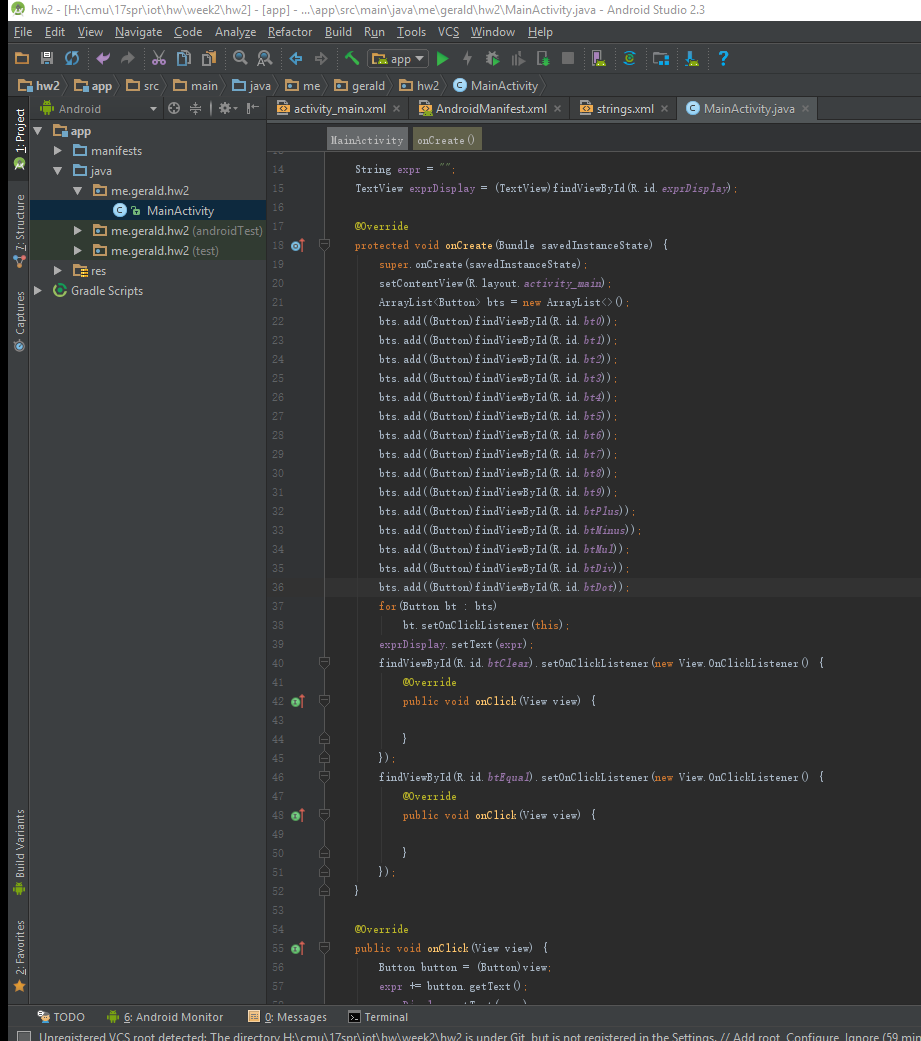 hw2 - [H:\cmu\17spr\iot\hw\week2\hw2] - [app] - ...\app\src\main\java\me\gerald\hw2\MainActivity.java - Android Studio 2.3
File Edit View Navigate Code Analyze Refactor Build Run Tools VCS Window Help
app
hw2 app src main java me gerald hw2 MainActivity
Android
activity_main.xml AndroidManifest.xml strings.xml MainActivity.java
1: Project
7: Structure
Captures
Build Variants
2: Favorites
app
manifests
java
me.gerald.hw2
MainActivity
me.gerald.hw2 (androidTest)
me.gerald.hw2 (test)
res
Gradle Scripts
MainActivity onCreate()
14 String expr = "";
15 TextView exprDisplay = (TextView)findViewById(R.id.exprDisplay);
16
17 @Override
18 protected void onCreate(Bundle savedInstanceState) {
19 super.onCreate(savedInstanceState);
20 setContentView(R.layout.activity_main);
21 ArrayList<Button> bts = new ArrayList<>();
22 bts.add((Button)findViewById(R.id.bt0));
23 bts.add((Button)findViewById(R.id.bt1));
24 bts.add((Button)findViewById(R.id.bt2));
25 bts.add((Button)findViewById(R.id.bt3));
26 bts.add((Button)findViewById(R.id.bt4));
27 bts.add((Button)findViewById(R.id.bt5));
28 bts.add((Button)findViewById(R.id.bt6));
29 bts.add((Button)findViewById(R.id.bt7));
30 bts.add((Button)findViewById(R.id.bt8));
31 bts.add((Button)findViewById(R.id.bt9));
32 bts.add((Button)findViewById(R.id.btPlus));
33 bts.add((Button)findViewById(R.id.btMinus));
34 bts.add((Button)findViewById(R.id.btMul));
35 bts.add((Button)findViewById(R.id.btDiv));
36 bts.add((Button)findViewById(R.id.btDot));
37 for(Button bt : bts)
38 bt.setOnClickListener(this);
39 exprDisplay.setText(expr);
40 findViewById(R.id.btClear).setOnClickListener(new View.OnClickListener() {
41 @Override
42 public void onClick(View view) {
43
44 }
45 });
46 findViewById(R.id.btEqual).setOnClickListener(new View.OnClickListener() {
47 @Override
48 public void onClick(View view) {
49
50 }
51 });
52 }
53
54 @Override
55 public void onClick(View view) {
56 Button button = (Button)view;
57 expr += button.getText();
TODO 6: Android Monitor 0: Messages Terminal
Unregistered VCS root detected: The directory H:\cmu\17spr\iot\hw\week2\hw2 is under Git, but is not registered in the Settings. // Add root Configure Ignore (59 min